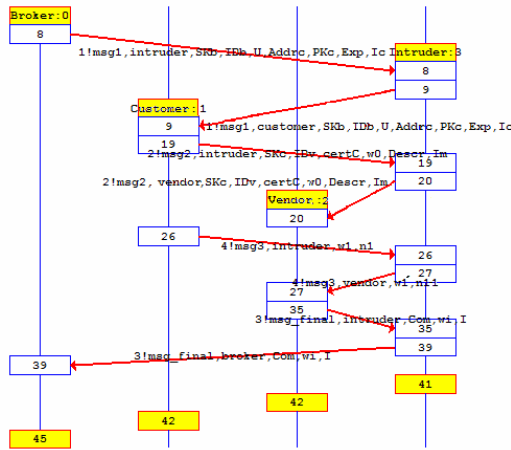 Broker:0
8
1!msg1,intruder,SKb,IDb,U,Addrc,PKc,Exp,Ic
Intruder:3
8
9
Customer:1
9
1!msg1,customer,SKb,IDb,U,Addrc,PKc,Exp,Ic
19
2!msg2,intruder,SKc,IDv,certC,w0,Descr,Im
19
2!msg2,vendor,SKc,IDv,certC,w0,Descr,Im
20
Vendor:2
20
26
4!msg3,intruder,w1,n1
26
27
4!msg3,vendor,wi,n11
27
35
3!msg_final,intruder,Com,wi,I
35
39
3!msg_final,broker,Com,wi,I
39
41
42
42
45